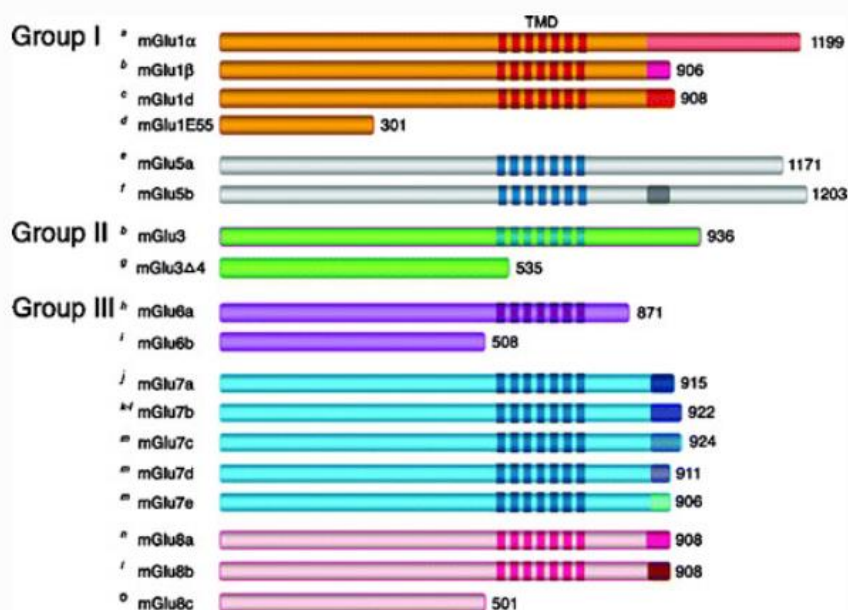 TMD
Group I a mGlu1α 1199
b mGlu1β 906
c mGlu1d 908
d mGlu1E55 301
e mGlu5a 1171
f mGlu5b 1203
Group II b mGlu3 936
g mGlu3Δ4 535
Group III h mGlu6a 871
i mGlu6b 508
j mGlu7a 915
k-l mGlu7b 922
m mGlu7c 924
m mGlu7d 911
m mGlu7e 906
n mGlu8a 908
mGlu8b 908
o mGlu8c 501